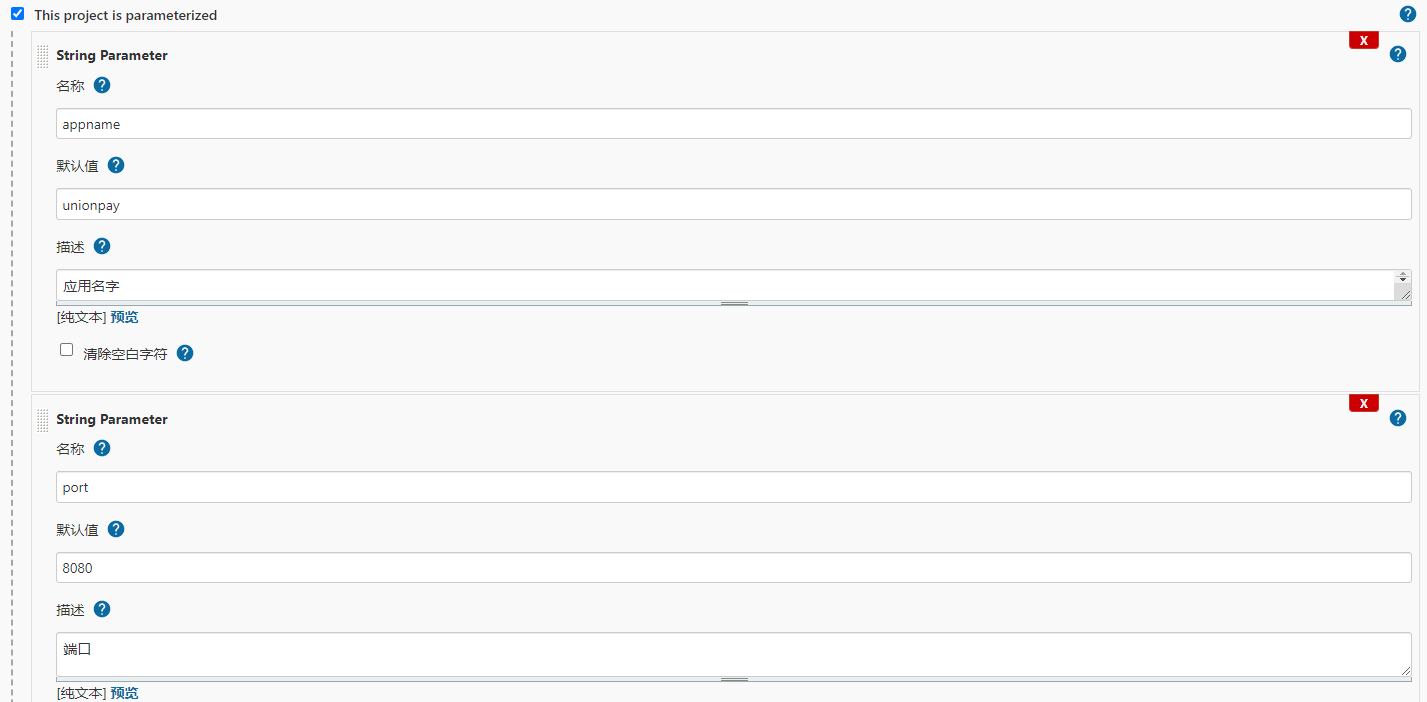 This project is parameterized
?
X
String Parameter
?
名称 ?
appname
默认值 ?
unionpay
描述 ?
应用名字
[纯文本] 预览
清除空白字符 ?
X
String Parameter
?
名称 ?
port
默认值 ?
8080
描述 ?
端口
[纯文本] 预览